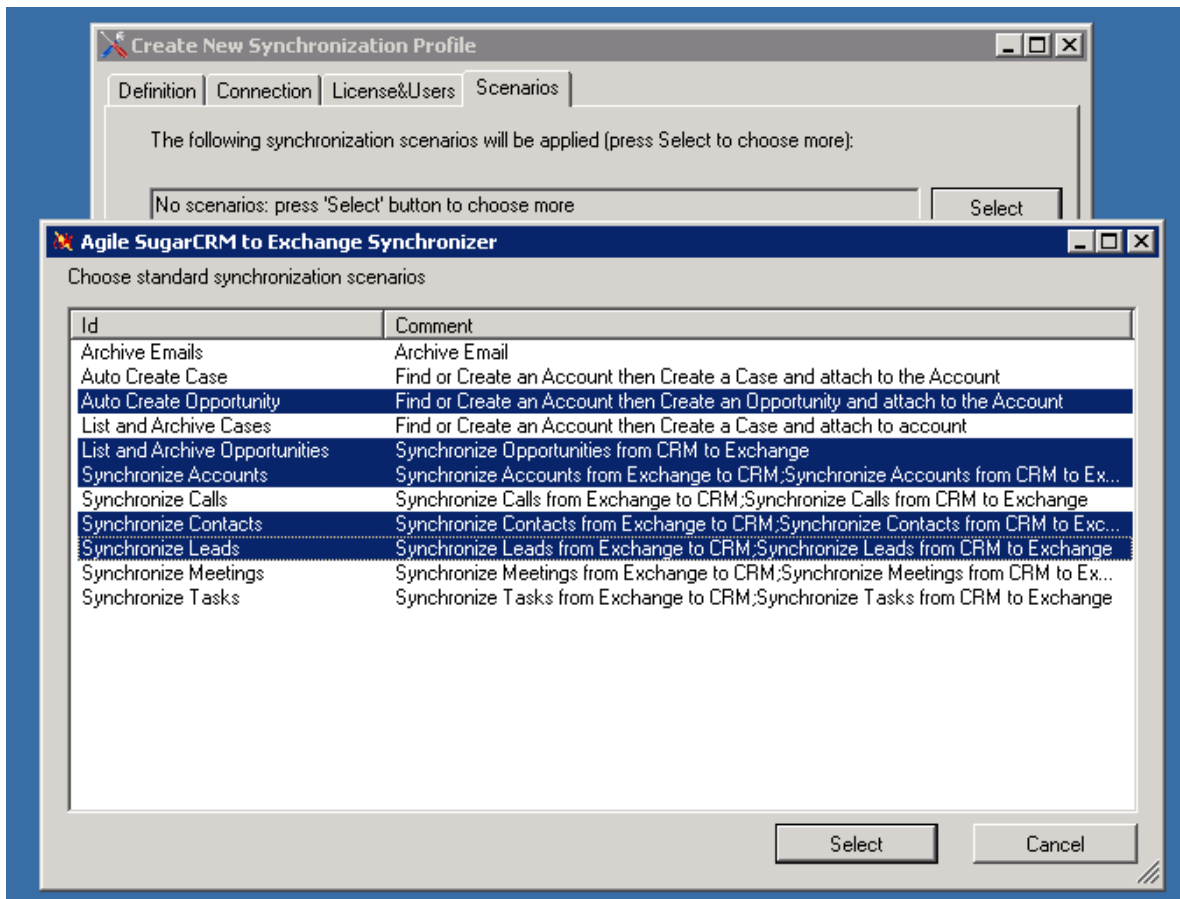 Create New Synchronization Profile
Definition Connection License&Users Scenarios
The following synchronization scenarios will be applied (press Select to choose more):
No scenarios: press 'Select' button to choose more Select
Agile SugarCRM to Exchange Synchronizer
Choose standard synchronization scenarios
Id Comment
Archive Emails Archive Email
Auto Create Case Find or Create an Account then Create a Case and attach to the Account
Auto Create Opportunity Find or Create an Account then Create an Opportunity and attach to the Account
List and Archive Cases Find or Create an Account then Create a Case and attach to account
List and Archive Opportunities Synchronize Opportunities from CRM to Exchange
Synchronize Accounts Synchronize Accounts from Exchange to CRM;Synchronize Accounts from CRM to Ex...
Synchronize Calls Synchronize Calls from Exchange to CRM;Synchronize Calls from CRM to Exchange
Synchronize Contacts Synchronize Contacts from Exchange to CRM;Synchronize Contacts from CRM to Exc...
Synchronize Leads Synchronize Leads from Exchange to CRM;Synchronize Leads from CRM to Exchange
Synchronize Meetings Synchronize Meetings from Exchange to CRM;Synchronize Meetings from CRM to Ex...
Synchronize Tasks Synchronize Tasks from Exchange to CRM;Synchronize Tasks from CRM to Exchange
Select Cancel